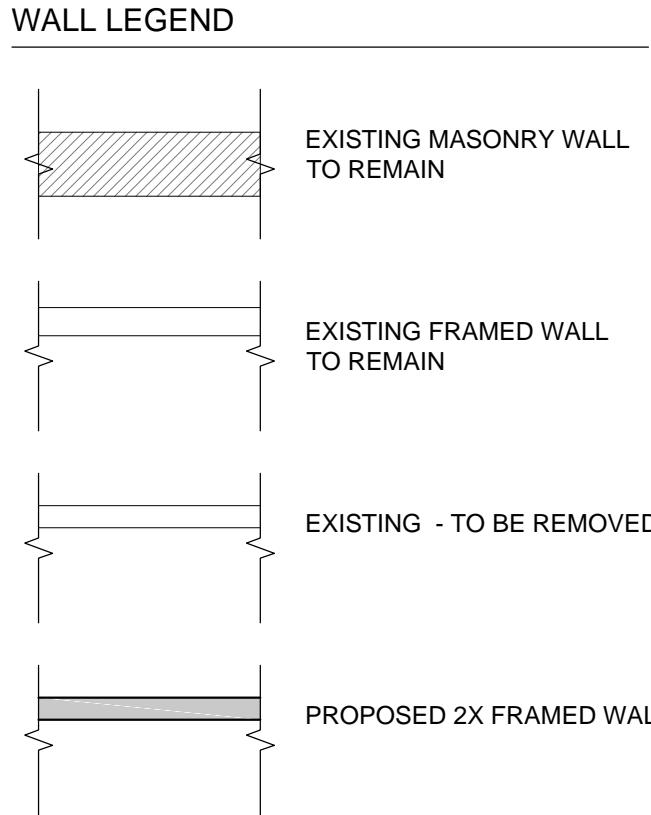 WALL LEGEND
EXISTING MASONRY WALL
TO REMAIN
EXISTING FRAMED WALL
TO REMAIN
EXISTING - TO BE REMOVED
PROPOSED 2X FRAMED WAL